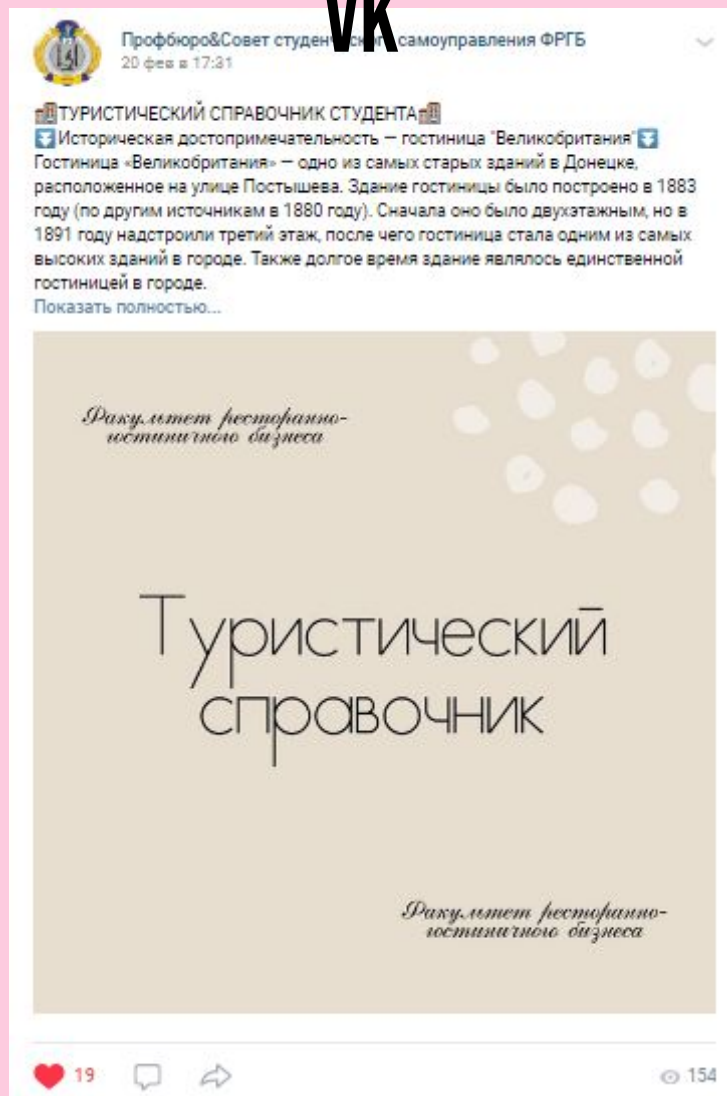 VK
Профбюро&Совет студенческого самоуправления ФРГБ
20 фев в 17:31
ТУРИСТИЧЕСКИЙ СПРАВОЧНИК СТУДЕНТА
Историческая достопримечательность — гостиница "Великобритания"
Гостиница «Великобритания» — одно из самых старых зданий в Донецке,
расположенное на улице Постышева. Здание гостиницы было построено в 1883
году (по другим источникам в 1880 году). Сначала оно было двухэтажным, но в
1891 году надстроили третий этаж, после чего гостиница стала одним из самых
высоких зданий в городе. Также долгое время здание являлось единственной
гостиницей в городе.
Показать полностью...
Факультет ресторанно-
гостиничного бизнеса
Туристический
справочник
Факультет ресторанно-
гостиничного бизнеса
19
154